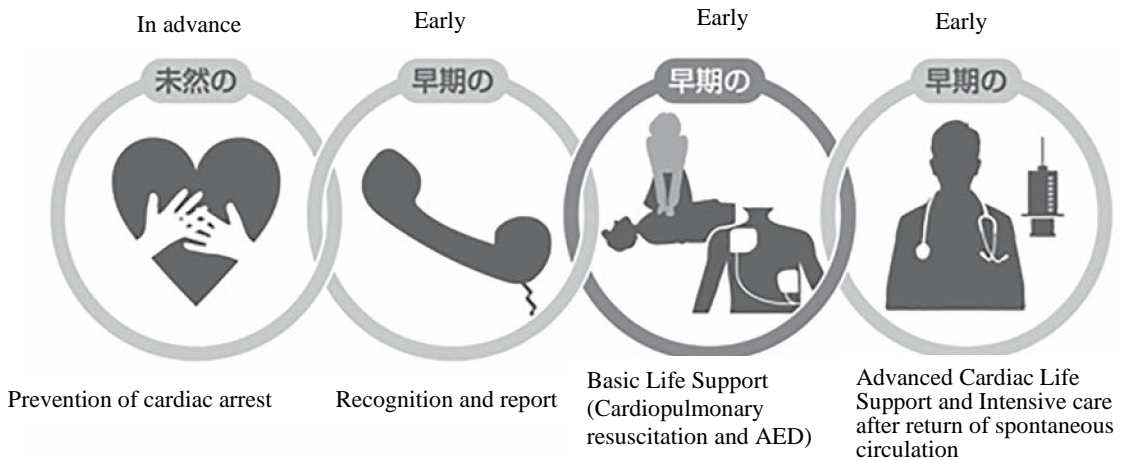 In advance
Early
Early
Early
未然の
早期の
早期の
早期の
Prevention of cardiac arrest
Recognition and report
Basic Life Support
(Cardiopulmonary
resuscitation and AED)
Advanced Cardiac Life
Support and Intensive care
after return of spontaneous
circulation